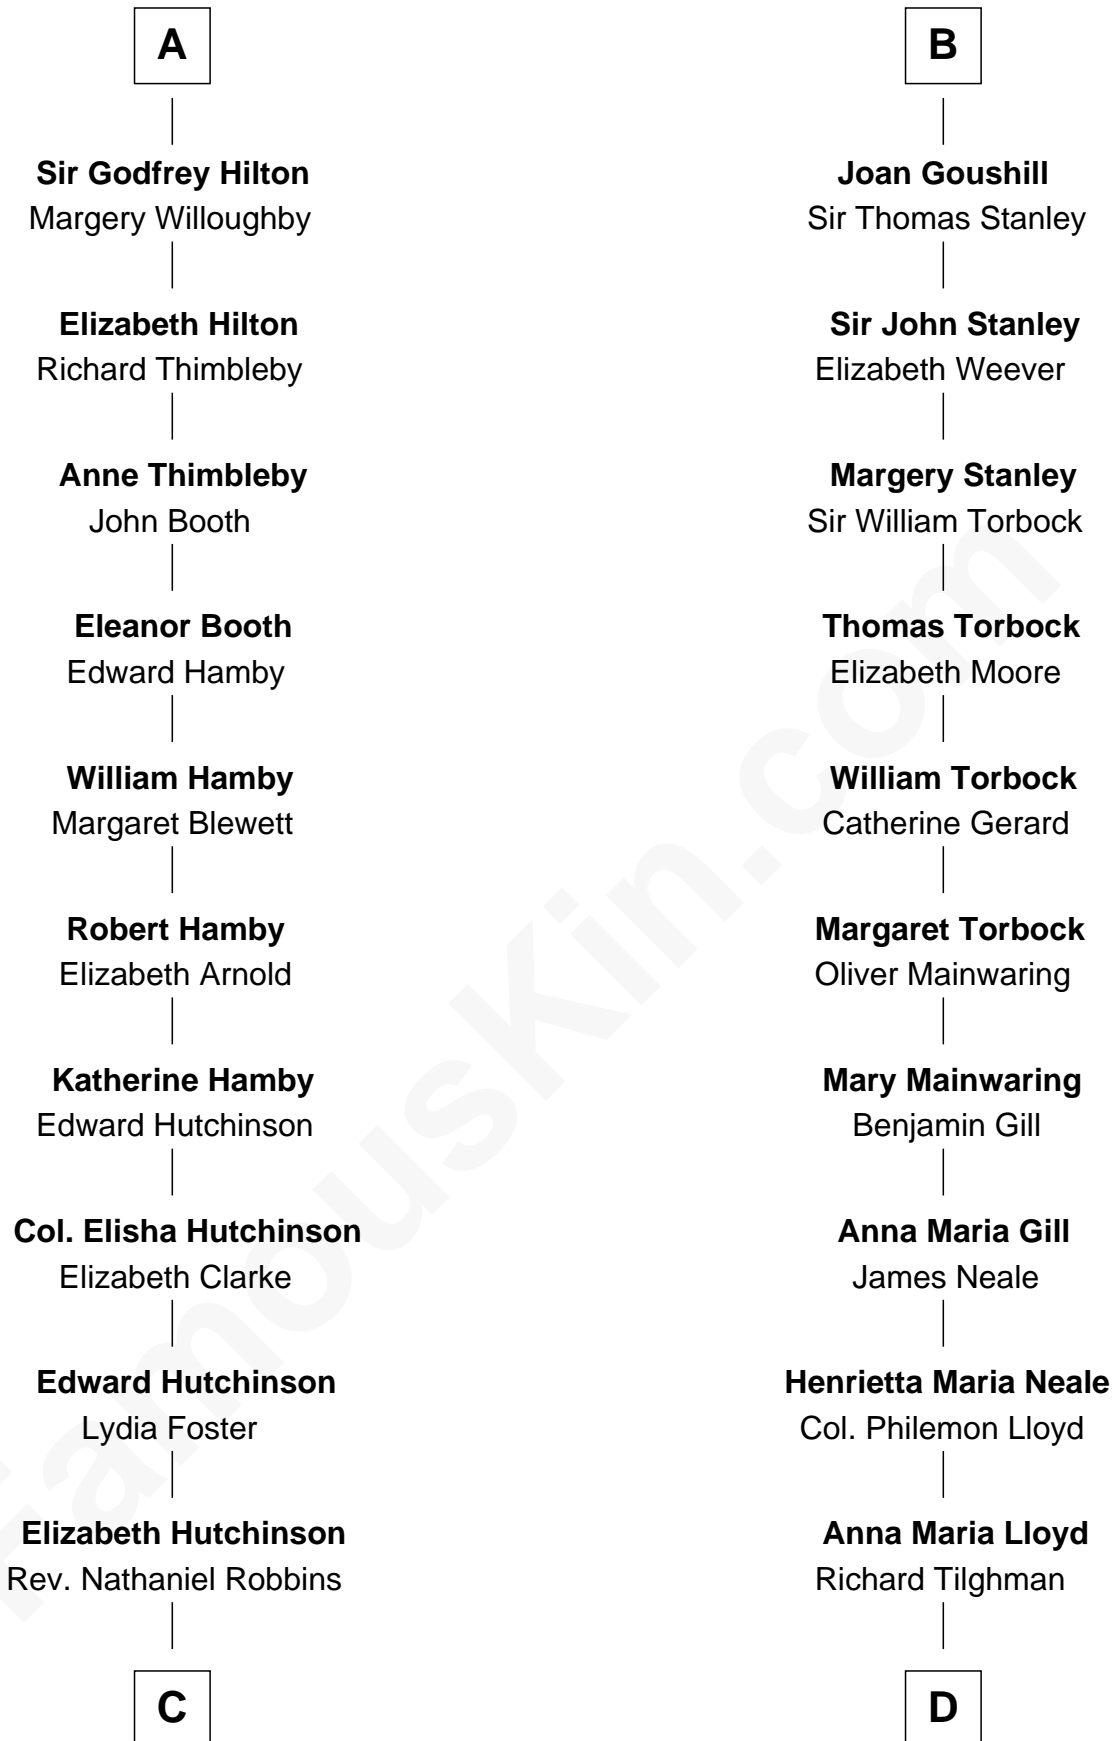 A
Sir Godfrey Hilton
Margery Willoughby
Elizabeth Hilton
Richard Thimbleby
Anne Thimbleby
John Booth
Eleanor Booth
Edward Hamby
William Hamby
Margaret Blewett
Robert Hamby
Elizabeth Arnold
Katherine Hamby
Edward Hutchinson
Col. Elisha Hutchinson
Elizabeth Clarke
Edward Hutchinson
Lydia Foster
Elizabeth Hutchinson
Rev. Nathaniel Robbins
C
B
Joan Goushill
Sir Thomas Stanley
Sir John Stanley
Elizabeth Weever
Margery Stanley
Sir William Torbock
Thomas Torbock
Elizabeth Moore
William Torbock
Catherine Gerard
Margaret Torbock
Oliver Mainwaring
Mary Mainwaring
Benjamin Gill
Anna Maria Gill
James Neale
Henrietta Maria Neale
Col. Philemon Lloyd
Anna Maria Lloyd
Richard Tilghman
D
FamousKin.com